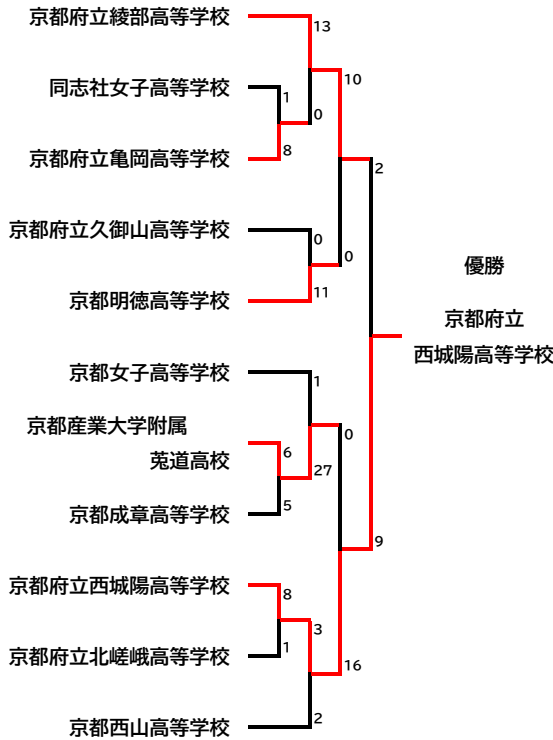 京都府立綾部高等学校
13
10
同志社女子高等学校
1
0
8
京都府立亀岡高等学校
2
京都府立久御山高等学校
0
0
11
京都明徳高等学校
優勝
京都府立
西城陽高等学校
京都女子高等学校
1
京都産業大学附属
0
6
莵道高校
27
5
京都成章高等学校
9
京都府立西城陽高等学校
8
3
1
京都府立北嵯峨高等学校
16
2
京都西山高等学校